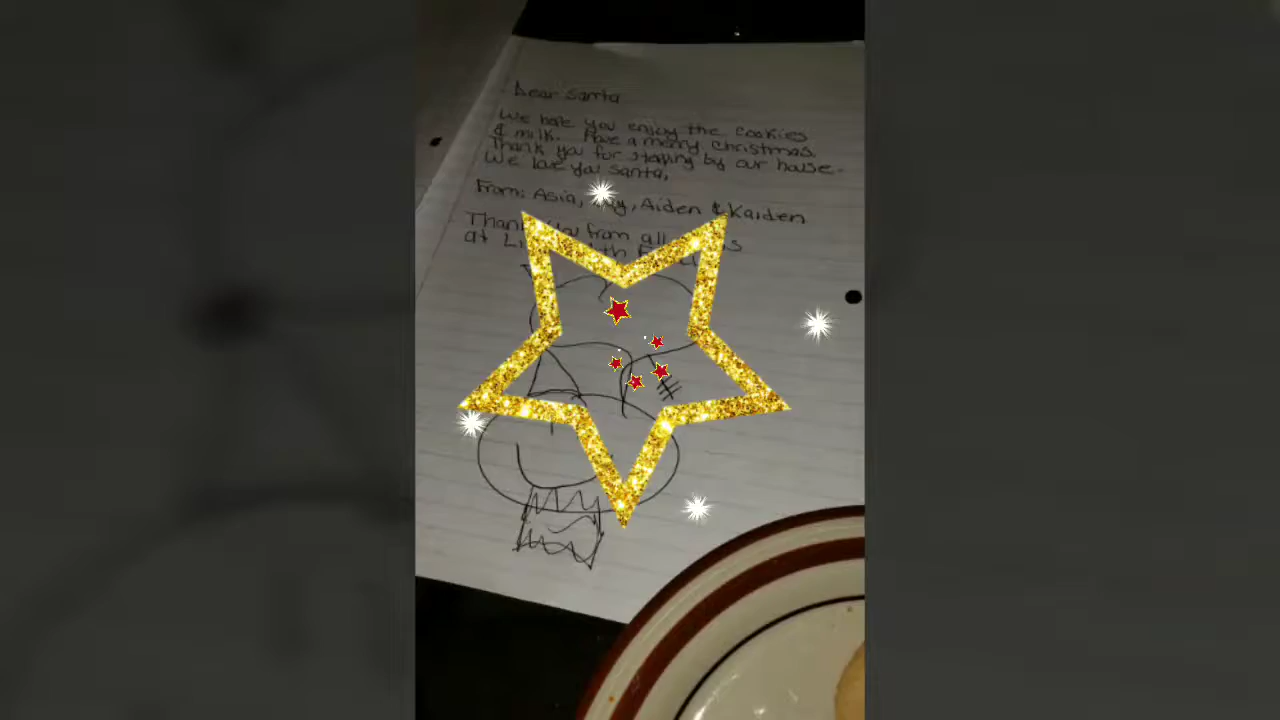 Dear Santa
We hope you enjoy the cookies
& milk. Have a merry christmas.
Thank you for stopping by our house.
We love you santa,
From: Asia, Aiden & Kaiden
from all
at